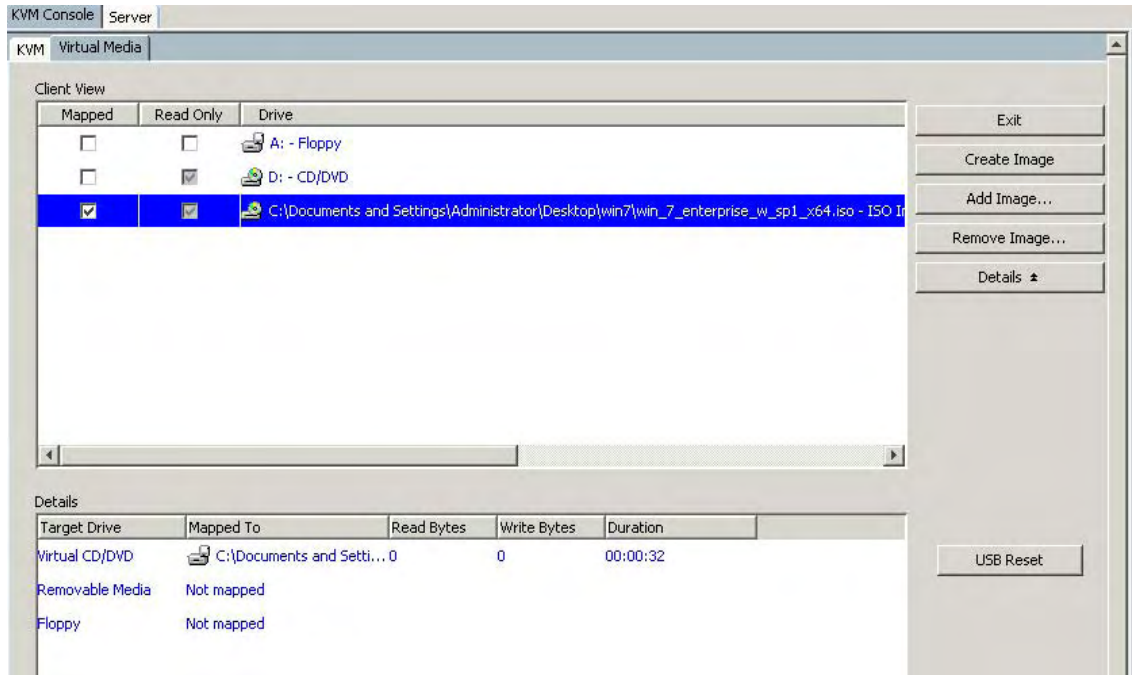 KVM Console Server
KVM Virtual Media
Client View
Mapped Read Only Drive
Exit
A: - Floppy
Create Image
D: - CD/DVD
Add Image...
C:\Documents and Settings\Administrator\Desktop\win7\win_7_enterprise_w_sp1_x64.iso - ISO
Remove Image...
Details
Details
Target Drive Mapped To Read Bytes Write Bytes Duration
Virtual CD/DVD C:\Documents and Setti... 0 0 00:00:32
USB Reset
Removable Media Not mapped
Floppy Not mapped